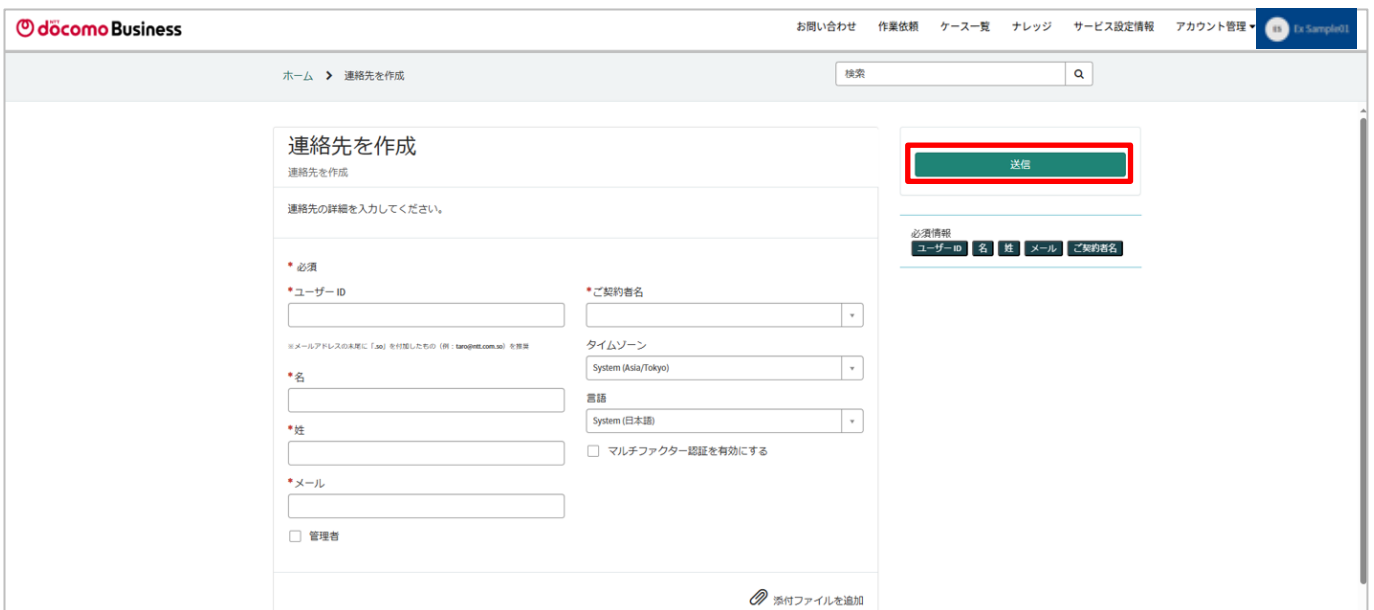 NTT döcomo Business
お問い合わせ 作業依頼 ケース一覧 ナレッジ サービス設定情報 アカウント管理 ES Ex Sample01
ホーム 連絡先を作成 検索
連絡先を作成
連絡先を作成
連絡先の詳細を入力してください。
* 必須
*ユーザー ID
※メールアドレスの末尾に「.so」を付加したもの（例：taro@ntt.com.so）を推奨
*名
*姓
*メール
管理者
*ご契約者名
タイムゾーン
System (Asia/Tokyo)
言語
System (日本語)
マルチファクター認証を有効にする
添付ファイルを追加
送信
必須情報
ユーザー ID 名 姓 メール ご契約者名